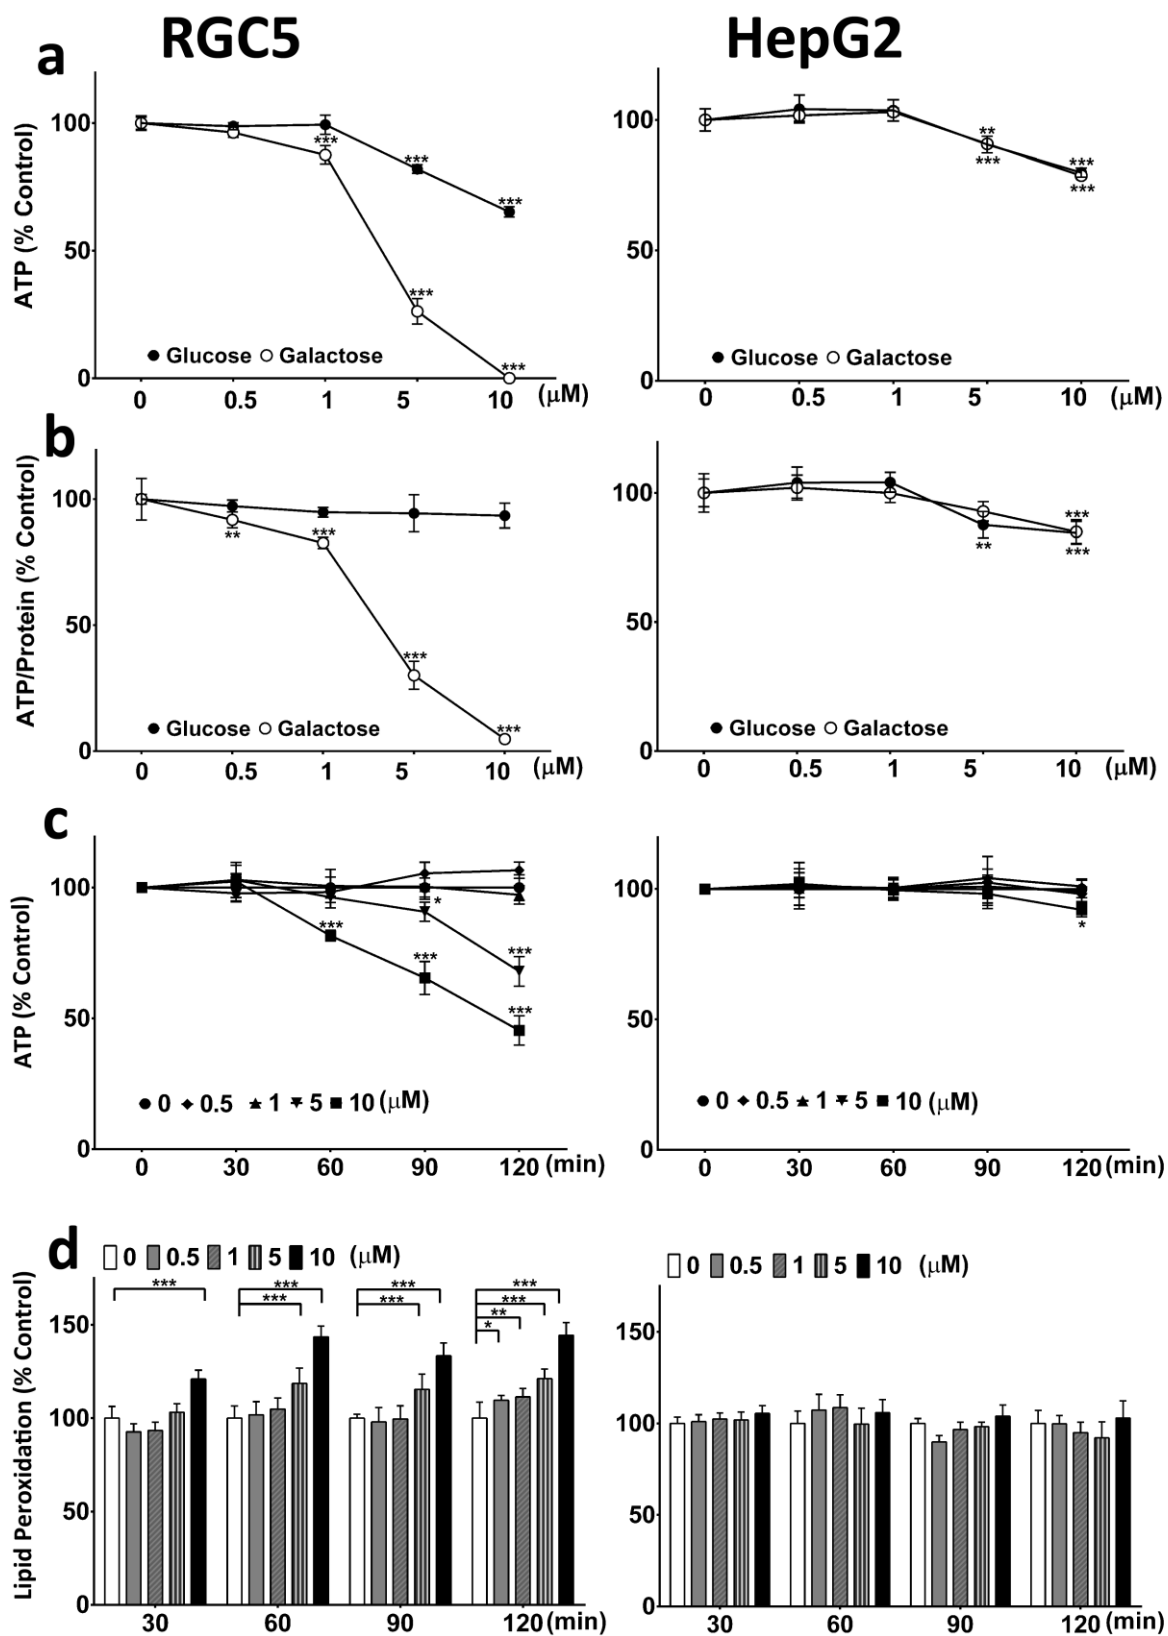 RGC5 HepG2
a
ATP (% Control)
100
50
0
*** *** *** *** ***
● Glucose ○ Galactose
0 0.5 1 5 10 (μM)
100
50
0
** *** *** ***
● Glucose ○ Galactose
0 0.5 1 5 10 (μM)
b
ATP/Protein (% Control)
100
50
0
** *** *** ***
● Glucose ○ Galactose
0 0.5 1 5 10 (μM)
100
50
0
** *** ***
● Glucose ○ Galactose
0 0.5 1 5 10 (μM)
c
ATP (% Control)
100
50
0
*** * *** *** ***
● 0 ◆ 0.5 ▲ 1 ▼ 5 ■ 10 (μM)
0 30 60 90 120 (min)
100
50
0
*
● 0 ◆ 0.5 ▲ 1 ▼ 5 ■ 10 (μM)
0 30 60 90 120 (min)
d
0 0.5 1 5 10 (μM)
Lipid Peroxidation (% Control)
150
100
50
0
*** *** *** *** *** *** *** ** *
30 60 90 120 (min)
0 0.5 1 5 10 (μM)
150
100
50
0
30 60 90 120 (min)